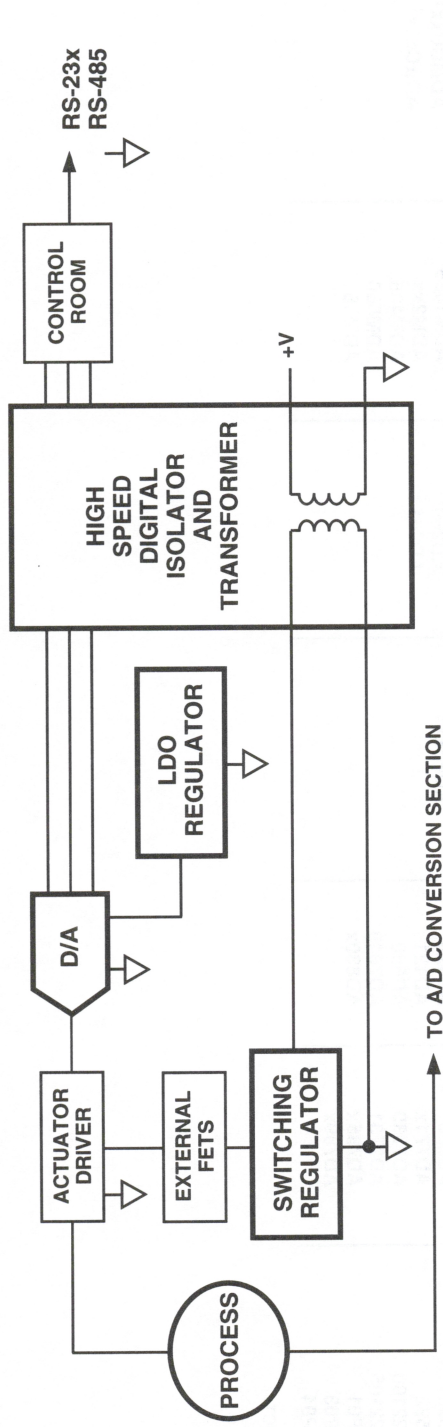 PROCESS
ACTUATOR
DRIVER
EXTERNAL
FETS
SWITCHING
REGULATOR
D/A
LDO
REGULATOR
HIGH
SPEED
DIGITAL
ISOLATOR
AND
TRANSFORMER
CONTROL
ROOM
RS-23x
RS-485
+V
TO A/D CONVERSION SECTION